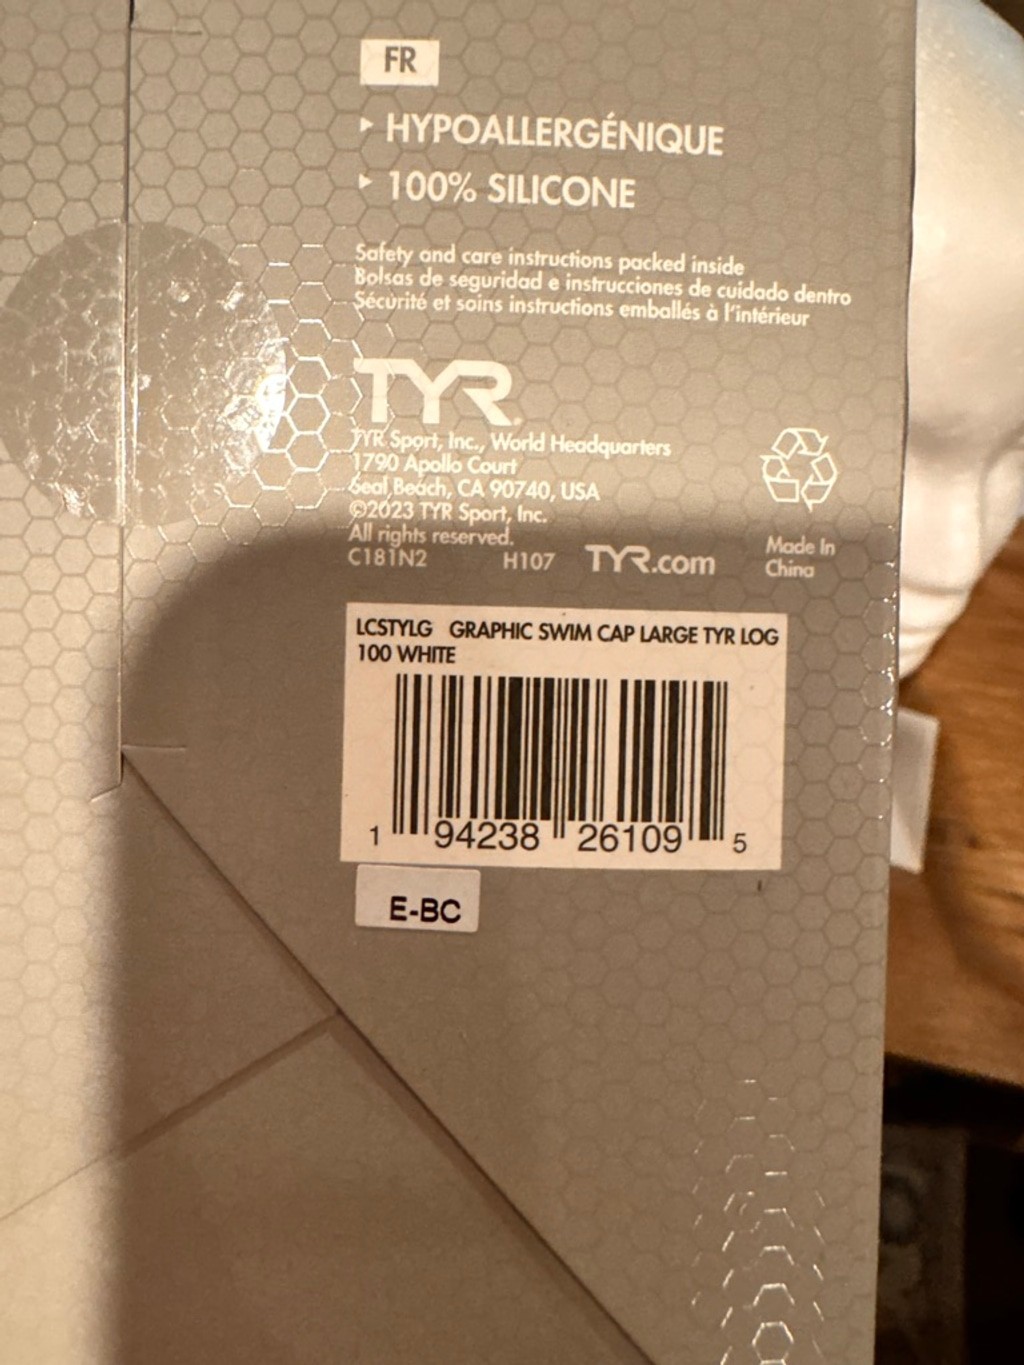 FR
HYPOALLERGÉNIQUE
100% SILICONE
Safety and care instructions packed inside
Bolsas de seguridad e instrucciones de cuidado dentro
Sécurité et soins instructions emballés à l'intérieur
TYR
TYR Sport, Inc., World Headquarters
1790 Apollo Court
Seal Beach, CA 90740, USA
©2023 TYR Sport, Inc.
All rights reserved.
C181N2 H107 TYR.com
Made In
China
LCSTYLG GRAPHIC SWIM CAP LARGE TYR LOG
100 WHITE
1 94238 26109 5
E-BC